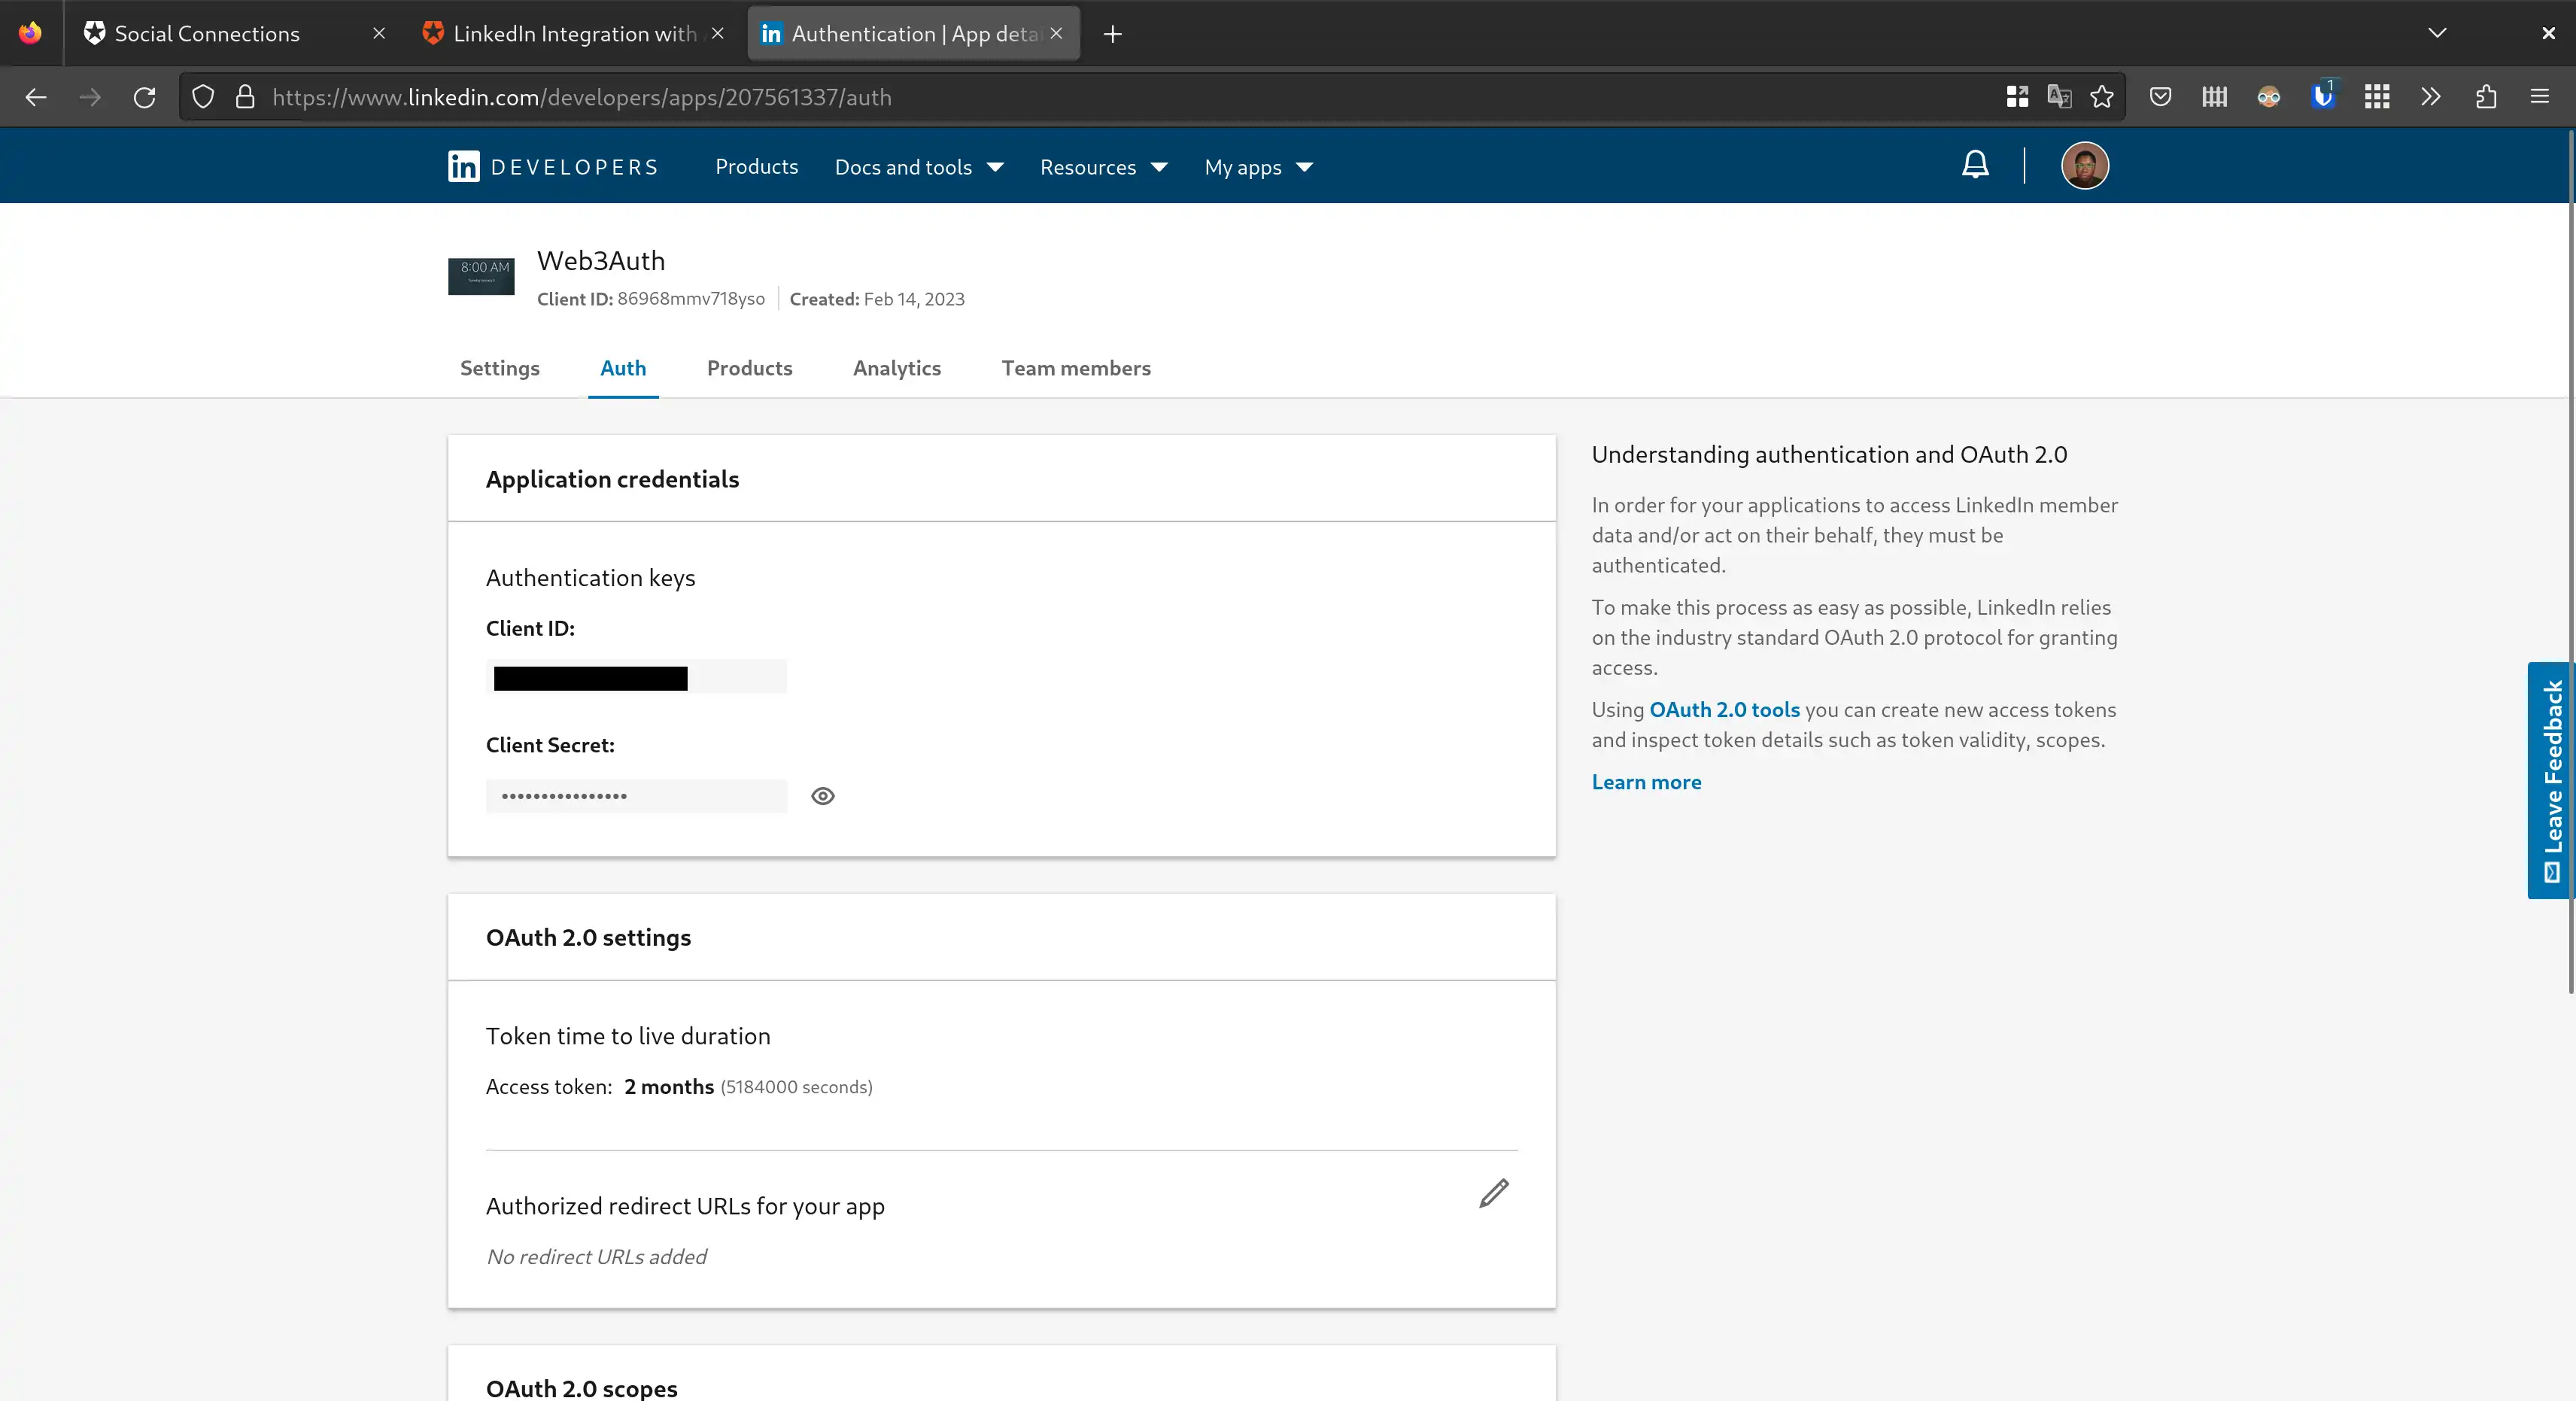 Social Connections
LinkedIn Integration with
Authentication | App detai
https://www.linkedin.com/developers/apps/207561337/auth
1
in DEVELOPERS
Products
Docs and tools
Resources
My apps
8:00 AM
Web3Auth
Client ID: 86968mmv718yso
Created: Feb 14, 2023
Settings
Auth
Products
Analytics
Team members
Application credentials
Authentication keys
Client ID:
Client Secret:
••••••••••••••••
OAuth 2.0 settings
Token time to live duration
Access token: 2 months (5184000 seconds)
Authorized redirect URLs for your app
No redirect URLs added
OAuth 2.0 scopes
Understanding authentication and OAuth 2.0
In order for your applications to access LinkedIn member
data and/or act on their behalf, they must be
authenticated.
To make this process as easy as possible, LinkedIn relies
on the industry standard OAuth 2.0 protocol for granting
access.
Using OAuth 2.0 tools you can create new access tokens
and inspect token details such as token validity, scopes.
Learn more
Leave Feedback